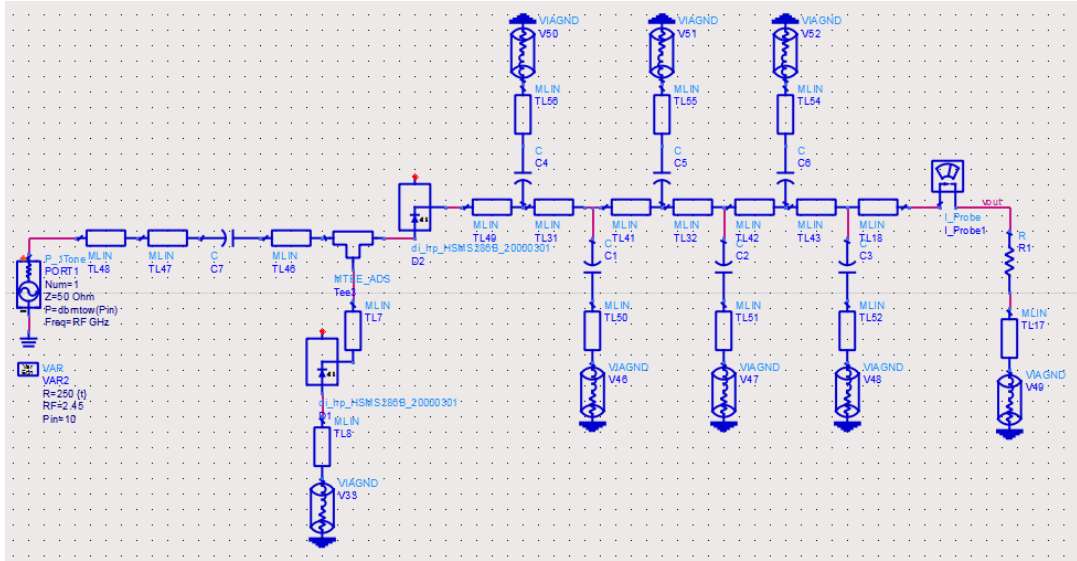 VIAGND
V50
VIAGND
V51
VIAGND
V52
MLIN
TL56
MLIN
TL55
MLIN
TL54
C
C4
C
C5
C
C6
di_hp_HSMS286B_20000301
D2
MLIN
TL49
MLIN
TL31
MLIN
TL41
MLIN
TL32
MLIN
TL42
MLIN
TL43
MLIN
TL18
I_Probe
I_Probe1
vout
R
R1
P_1Tone
PORT1
Num=1
Z=50 Ohm
P=dbmtow(Pin)
Freq=RF GHz
MLIN
TL48
MLIN
TL47
C
C7
MLIN
TL46
MTEE_ADS
Tee3
MLIN
TL7
C
C1
C
C2
C
C3
MLIN
TL50
MLIN
TL51
MLIN
TL52
MLIN
TL17
VIAGND
V46
VIAGND
V47
VIAGND
V48
VIAGND
V49
VAR
VAR2
R=250 {t}
RF=2.45
Pin=10
di_hp_HSMS286B_20000301
D1
MLIN
TL8
VIAGND
V33